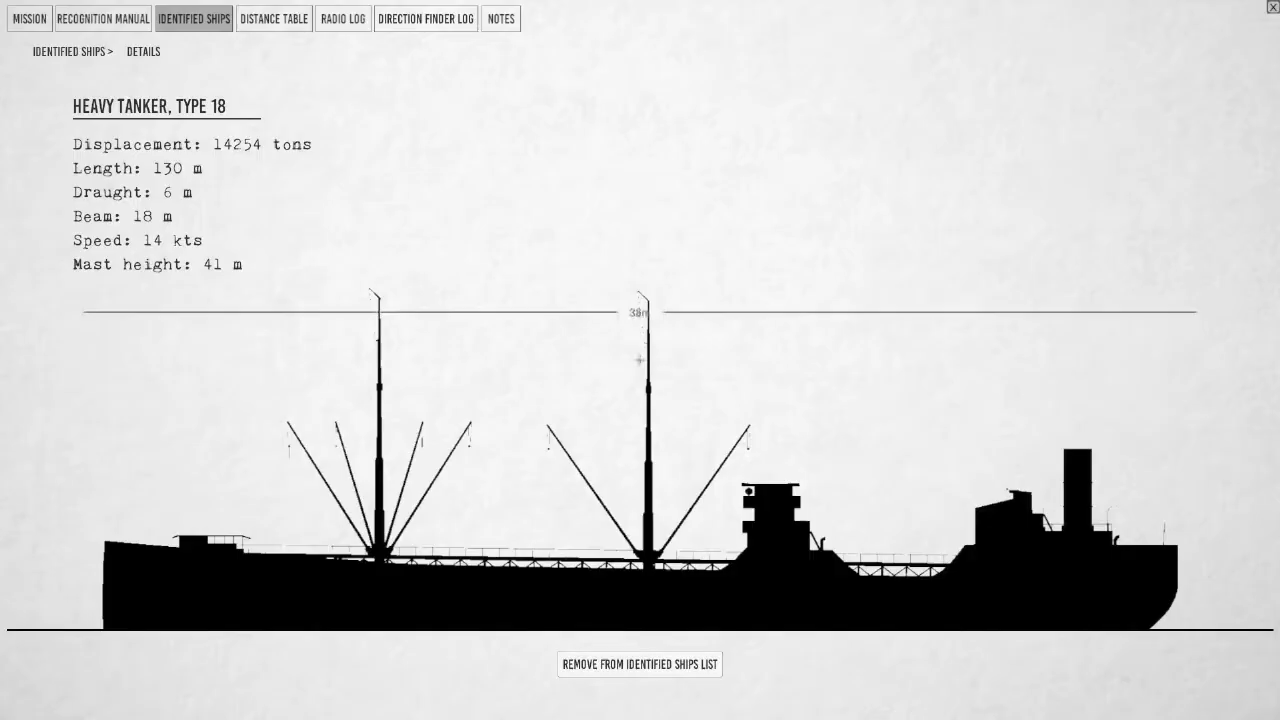 MISSION RECOGNITION MANUAL IDENTIFIED SHIPS DISTANCE TABLE RADIO LOG DIRECTION FINDER LOG NOTES X
IDENTIFIED SHIPS > DETAILS
HEAVY TANKER, TYPE 18
Displacement: 14254 tons
Length: 130 m
Draught: 6 m
Beam: 18 m
Speed: 14 kts
Mast height: 41 m
38m
REMOVE FROM IDENTIFIED SHIPS LIST